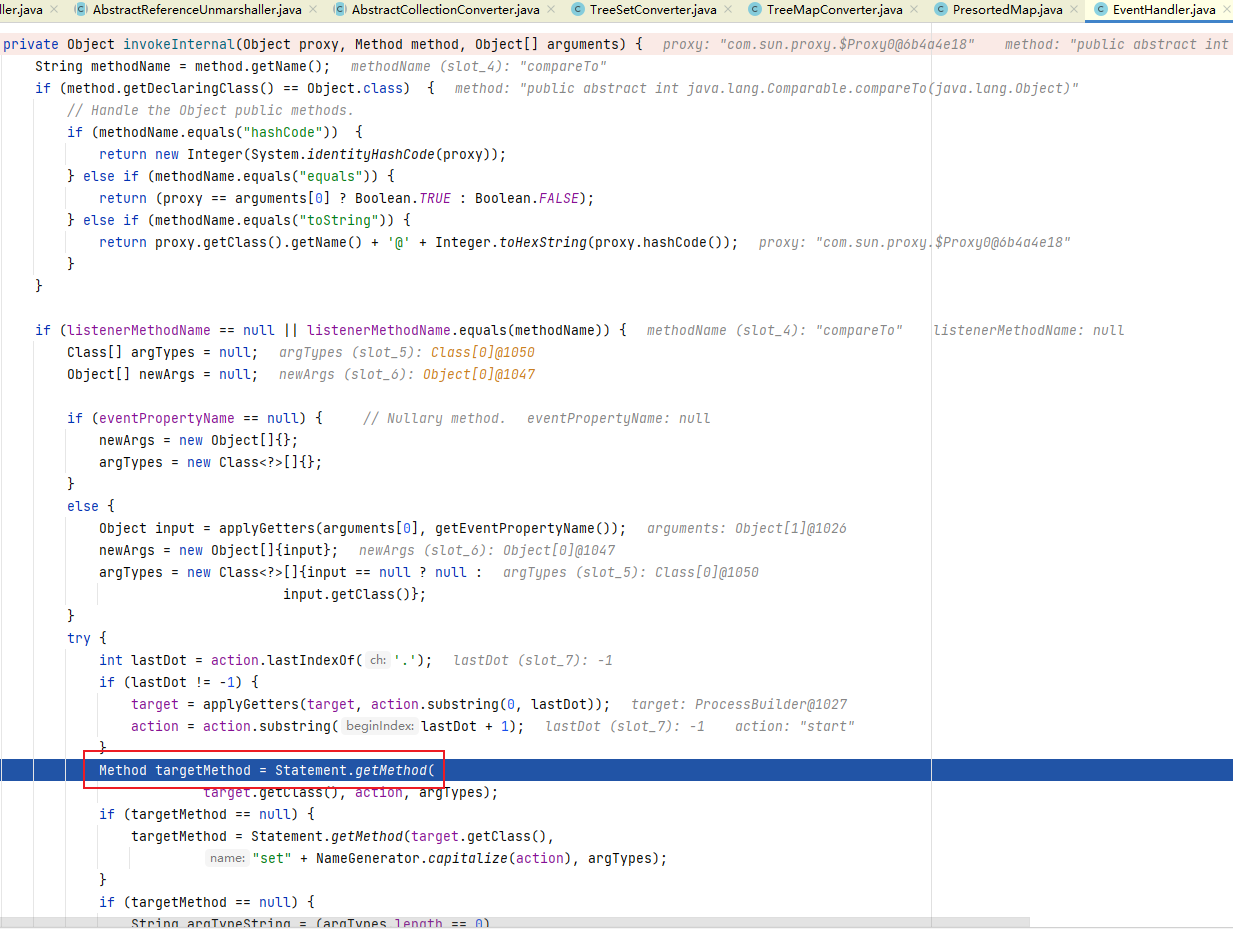 ller.java AbstractReferenceUnmarshaller.java AbstractCollectionConverter.java TreeSetConverter.java TreeMapConverter.java PresortedMap.java EventHandler.java
private Object invokeInternal(Object proxy, Method method, Object[] arguments) { proxy: "com.sun.proxy.$Proxy0@6b4a4e18" method: "public abstract int
String methodName = method.getName(); methodName (slot_4): "compareTo"
if (method.getDeclaringClass() == Object.class) { method: "public abstract int java.lang.Comparable.compareTo(java.lang.Object)"
// Handle the Object public methods.
if (methodName.equals("hashCode")) {
return new Integer(System.identityHashCode(proxy));
} else if (methodName.equals("equals")) {
return (proxy == arguments[0] ? Boolean.TRUE : Boolean.FALSE);
} else if (methodName.equals("toString")) {
return proxy.getClass().getName() + '@' + Integer.toHexString(proxy.hashCode()); proxy: "com.sun.proxy.$Proxy0@6b4a4e18"
}
}
if (listenerMethodName == null || listenerMethodName.equals(methodName)) { methodName (slot_4): "compareTo" listenerMethodName: null
Class[] argTypes = null; argTypes (slot_5): Class[0]@1050
Object[] newArgs = null; newArgs (slot_6): Object[0]@1047
if (eventPropertyName == null) { // Nullary method. eventPropertyName: null
newArgs = new Object[]{};
argTypes = new Class<?>[]{};
}
else {
Object input = applyGetters(arguments[0], getEventPropertyName()); arguments: Object[1]@1026
newArgs = new Object[]{input}; newArgs (slot_6): Object[0]@1047
argTypes = new Class<?>[]{input == null ? null : argTypes (slot_5): Class[0]@1050
input.getClass()};
}
try {
int lastDot = action.lastIndexOf( ch: '.'); lastDot (slot_7): -1
if (lastDot != -1) {
target = applyGetters(target, action.substring(0, lastDot)); target: ProcessBuilder@1027
action = action.substring( beginIndex: lastDot + 1); lastDot (slot_7): -1 action: "start"
}
Method targetMethod = Statement.getMethod(
target.getClass(), action, argTypes);
if (targetMethod == null) {
targetMethod = Statement.getMethod(target.getClass(),
name: "set" + NameGenerator.capitalize(action), argTypes);
}
if (targetMethod == null) {
String argTypeString = (argTypes.length == 0)